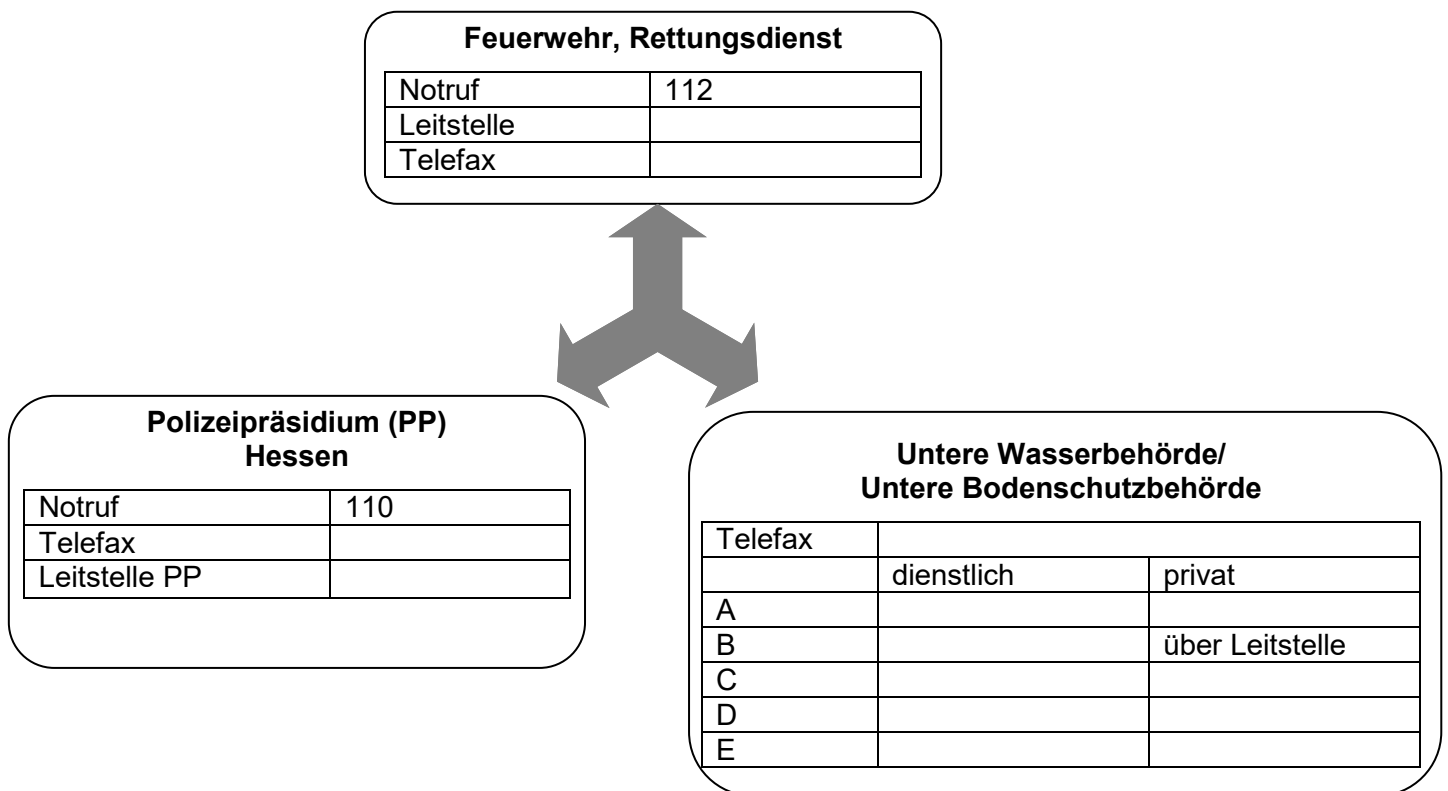 Feuerwehr, Rettungsdienst
Notruf 112
Leitstelle
Telefax
Polizeipräsidium (PP)
Hessen
Notruf 110
Telefax
Leitstelle PP
Untere Wasserbehörde/
Untere Bodenschutzbehörde
Telefax
dienstlich privat
A
B über Leitstelle
C
D
E